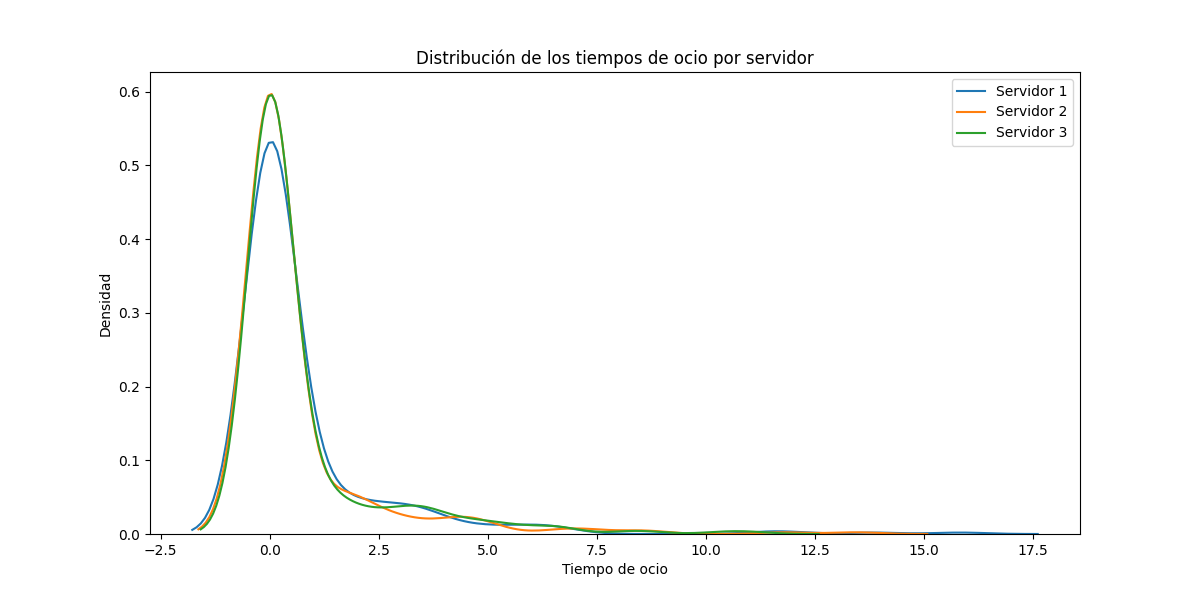 Distribución de los tiempos de ocio por servidor
Servidor 1
Servidor 2
Servidor 3
0.6
0.5
0.4
0.3
0.2
0.1
0.0
Densidad
−2.5 0.0 2.5 5.0 7.5 10.0 12.5 15.0 17.5
Tiempo de ocio